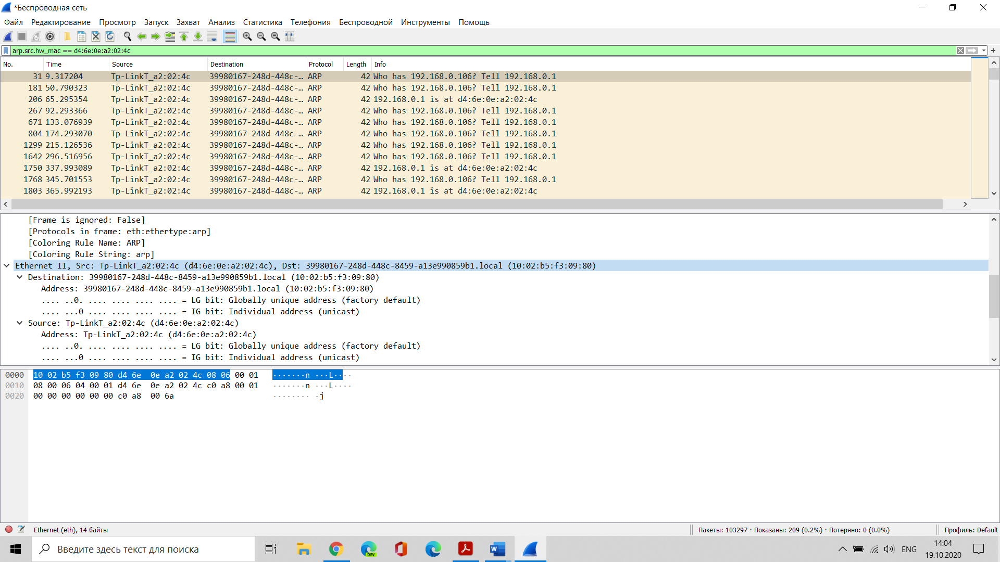 *Беспроводная сеть
Файл Редактирование Просмотр Запуск Захват Анализ Статистика Телефония Беспроводной Инструменты Помощь
arp.src.hw_mac == d4:6e:0e:a2:02:4c
No. Time Source Destination Protocol Length Info
31 9.317204 Tp-LinkT_a2:02:4c 39980167-248d-448c-… ARP 42 Who has 192.168.0.106? Tell 192.168.0.1
181 50.790323 Tp-LinkT_a2:02:4c 39980167-248d-448c-… ARP 42 Who has 192.168.0.106? Tell 192.168.0.1
206 65.295354 Tp-LinkT_a2:02:4c 39980167-248d-448c-… ARP 42 192.168.0.1 is at d4:6e:0e:a2:02:4c
267 92.293366 Tp-LinkT_a2:02:4c 39980167-248d-448c-… ARP 42 Who has 192.168.0.106? Tell 192.168.0.1
671 133.076939 Tp-LinkT_a2:02:4c 39980167-248d-448c-… ARP 42 Who has 192.168.0.106? Tell 192.168.0.1
804 174.293070 Tp-LinkT_a2:02:4c 39980167-248d-448c-… ARP 42 Who has 192.168.0.106? Tell 192.168.0.1
1299 215.126536 Tp-LinkT_a2:02:4c 39980167-248d-448c-… ARP 42 Who has 192.168.0.106? Tell 192.168.0.1
1642 296.516956 Tp-LinkT_a2:02:4c 39980167-248d-448c-… ARP 42 Who has 192.168.0.106? Tell 192.168.0.1
1750 337.993089 Tp-LinkT_a2:02:4c 39980167-248d-448c-… ARP 42 192.168.0.1 is at d4:6e:0e:a2:02:4c
1768 345.701553 Tp-LinkT_a2:02:4c 39980167-248d-448c-… ARP 42 Who has 192.168.0.106? Tell 192.168.0.1
1803 365.992193 Tp-LinkT_a2:02:4c 39980167-248d-448c-… ARP 42 192.168.0.1 is at d4:6e:0e:a2:02:4c
[Frame is ignored: False]
[Protocols in frame: eth:ethertype:arp]
[Coloring Rule Name: ARP]
[Coloring Rule String: arp]
Ethernet II, Src: Tp-LinkT_a2:02:4c (d4:6e:0e:a2:02:4c), Dst: 39980167-248d-448c-8459-a13e990859b1.local (10:02:b5:f3:09:80)
Destination: 39980167-248d-448c-8459-a13e990859b1.local (10:02:b5:f3:09:80)
Address: 39980167-248d-448c-8459-a13e990859b1.local (10:02:b5:f3:09:80)
.... ..0. .... .... .... .... = LG bit: Globally unique address (factory default)
.... ...0 .... .... .... .... = IG bit: Individual address (unicast)
Source: Tp-LinkT_a2:02:4c (d4:6e:0e:a2:02:4c)
Address: Tp-LinkT_a2:02:4c (d4:6e:0e:a2:02:4c)
.... ..0. .... .... .... .... = LG bit: Globally unique address (factory default)
.... ...0 .... .... .... .... = IG bit: Individual address (unicast)
0000 10 02 b5 f3 09 80 d4 6e 0e a2 02 4c 08 06 00 01 ·······n ···L····
0010 08 00 06 04 00 01 d4 6e 0e a2 02 4c c0 a8 00 01 ·······n ···L····
0020 00 00 00 00 00 00 c0 a8 00 6a ········ ·j
Ethernet (eth), 14 байты
Пакеты: 103297 · Показаны: 209 (0.2%) · Потеряно: 0 (0.0%)
Профиль: Default
Введите здесь текст для поиска
DEV
ENG
14:04
19.10.2020